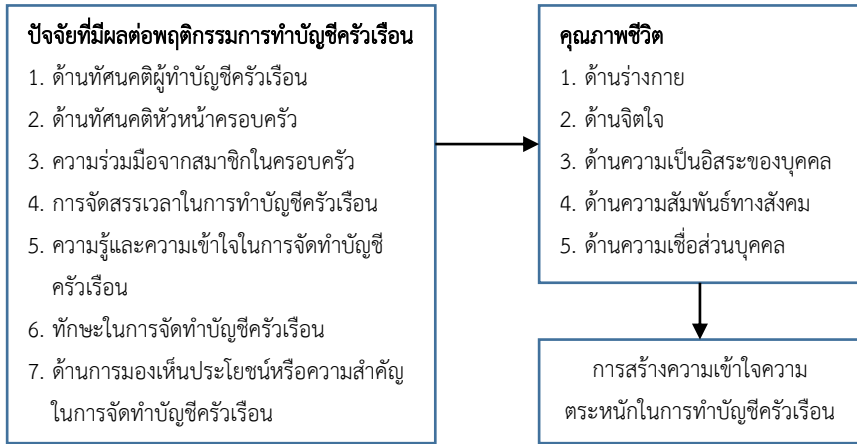 ปัจจัยที่มีผลต่อพฤติกรรมการทำบัญชีครัวเรือน
1. ด้านทัศนคติผู้ทำบัญชีครัวเรือน
2. ด้านทัศนคติหัวหน้าครอบครัว
3. ความร่วมมือจากสมาชิกในครอบครัว
4. การจัดสรรเวลาในการทำบัญชีครัวเรือน
5. ความรู้และความเข้าใจในการจัดทำบัญชี
ครัวเรือน
6. ทักษะในการจัดทำบัญชีครัวเรือน
7. ด้านการมองเห็นประโยชน์หรือความสำคัญ
ในการจัดทำบัญชีครัวเรือน
คุณภาพชีวิต
1. ด้านร่างกาย
2. ด้านจิตใจ
3. ด้านความเป็นอิสระของบุคคล
4. ด้านความสัมพันธ์ทางสังคม
5. ด้านความเชื่อส่วนบุคคล
การสร้างความเข้าใจความ
ตระหนักในการทำบัญชีครัวเรือน